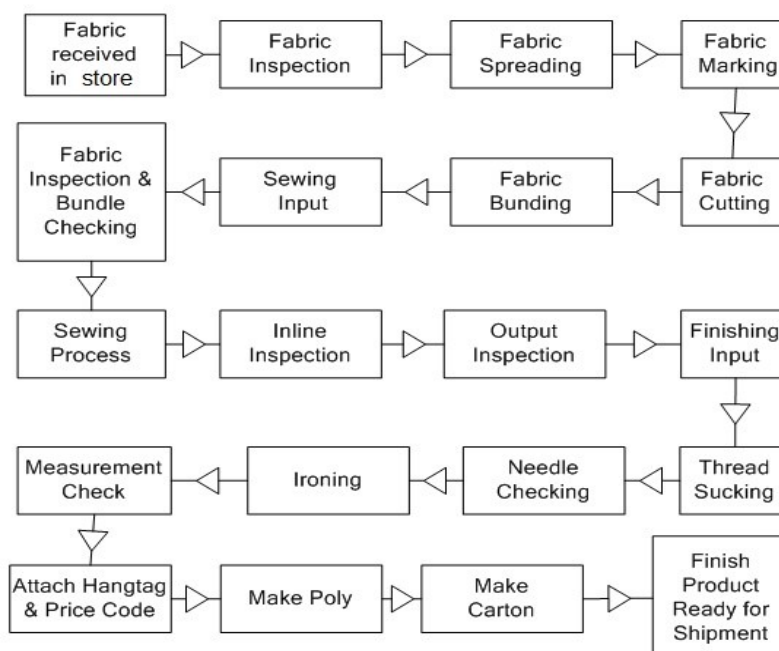 Fabric
received
in store
Fabric
Inspection
Fabric
Spreading
Fabric
Marking
Fabric
Cutting
Fabric
Bunding
Sewing
Input
Fabric
Inspection &
Bundle
Checking
Sewing
Process
Inline
Inspection
Output
Inspection
Finishing
Input
Thread
Sucking
Needle
Checking
Ironing
Measurement
Check
Attach Hangtag
& Price Code
Make Poly
Make
Carton
Finish
Product
Ready for
Shipment